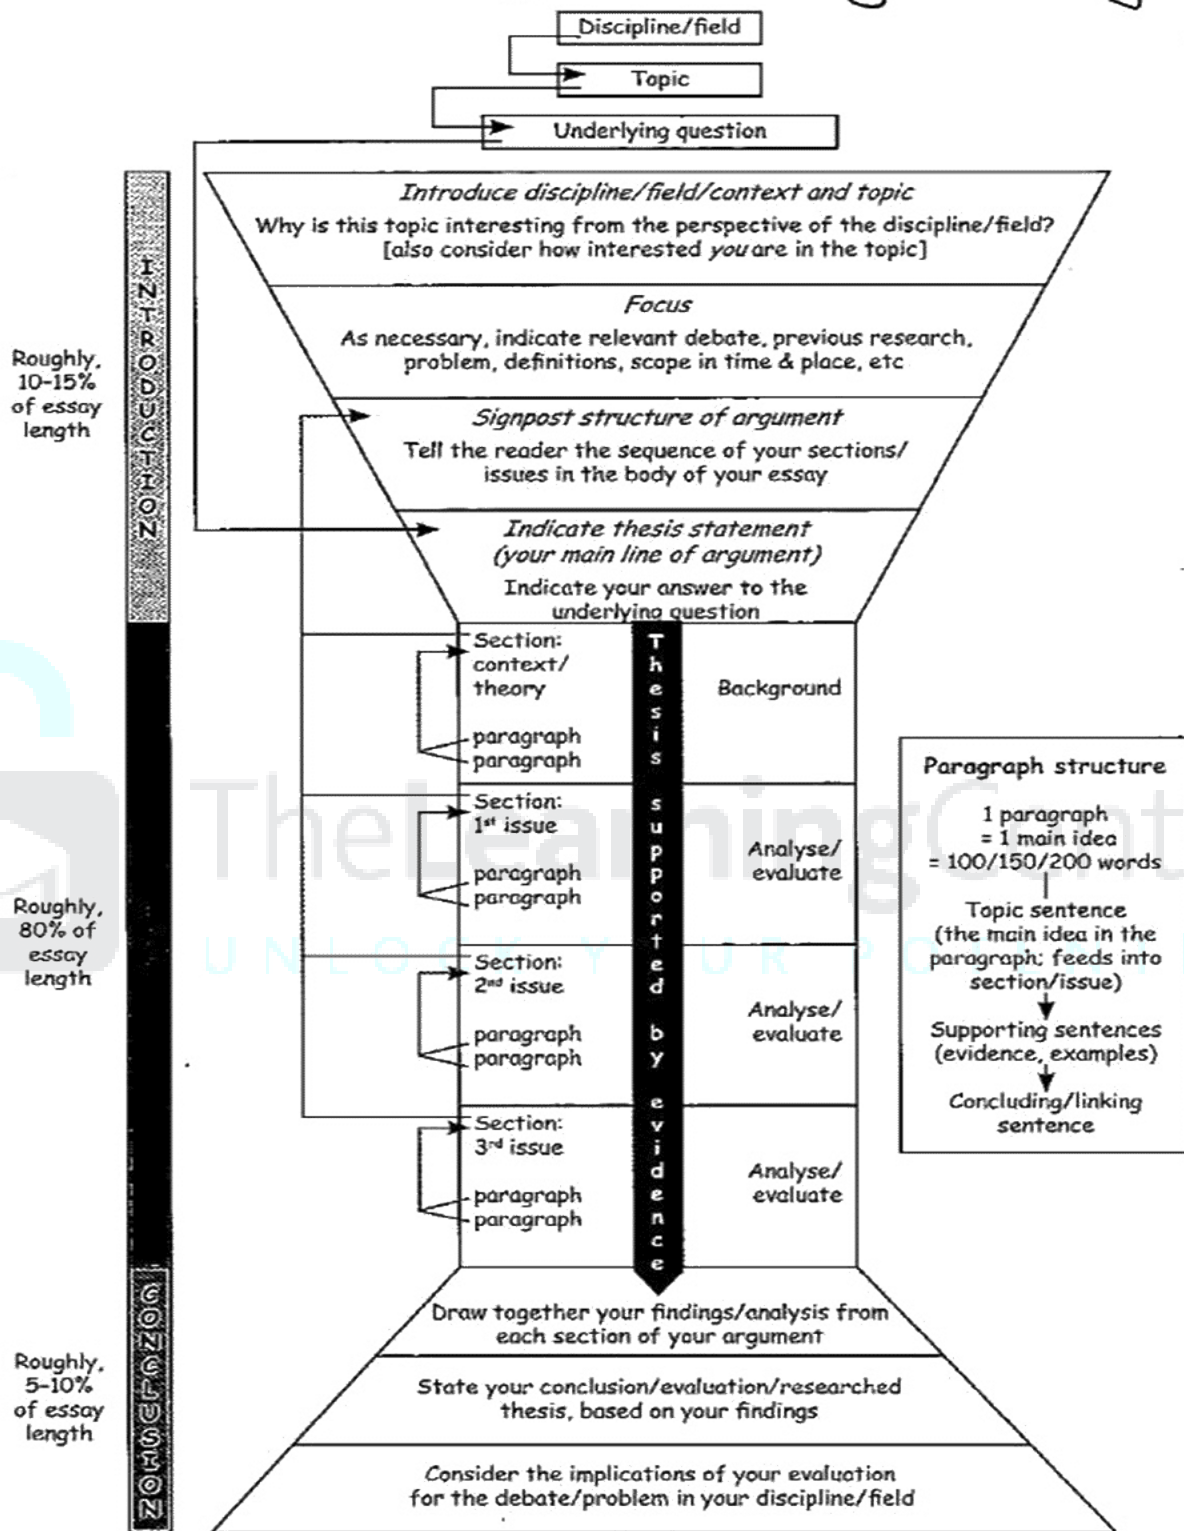 Discipline/field
Topic
Underlying question
Introduce discipline/field/context and topic
Why is this topic interesting from the perspective of the discipline/field?
[also consider how interested you are in the topic]
Focus
As necessary, indicate relevant debate, previous research,
problem, definitions, scope in time & place, etc
Signpost structure of argument
Tell the reader the sequence of your sections/
issues in the body of your essay
Indicate thesis statement
(your main line of argument)
Indicate your answer to the
underlying question
INTRODUCTION
Roughly,
10-15%
of essay
length
Thesis supported by evidence
Section:
context/
theory
paragraph
paragraph
Background
Section:
1st issue
paragraph
paragraph
Analyse/
evaluate
Section:
2nd issue
paragraph
paragraph
Analyse/
evaluate
Section:
3rd issue
paragraph
paragraph
Analyse/
evaluate
Roughly,
80% of
essay
length
Paragraph structure
1 paragraph
= 1 main idea
= 100/150/200 words
Topic sentence
(the main idea in the
paragraph; feeds into
section/issue)
Supporting sentences
(evidence, examples)
Concluding/linking
sentence
Draw together your findings/analysis from
each section of your argument
State your conclusion/evaluation/researched
thesis, based on your findings
Consider the implications of your evaluation
for the debate/problem in your discipline/field
CONCLUSION
Roughly,
5-10%
of essay
length
TheLearningCent
UNLOCK YOUR POTENTI